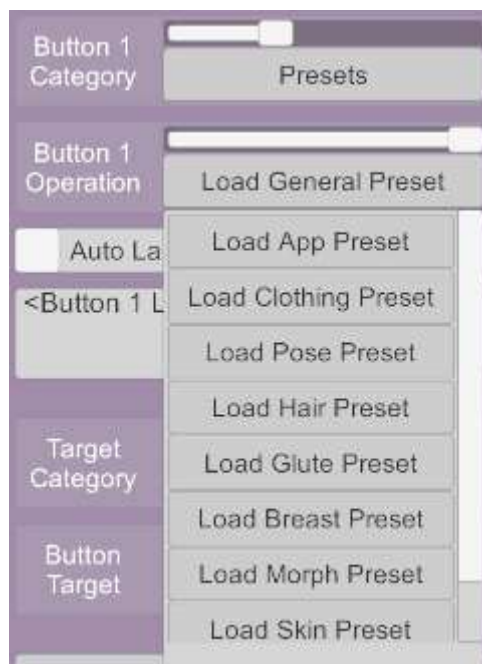 Button 1
Category
Presets
Button 1
Operation
Load General Preset
Load App Preset
Auto La
Load Clothing Preset
<Button 1 L
Load Pose Preset
Load Hair Preset
Target
Category
Load Glute Preset
Load Breast Preset
Button
Target
Load Morph Preset
Load Skin Preset